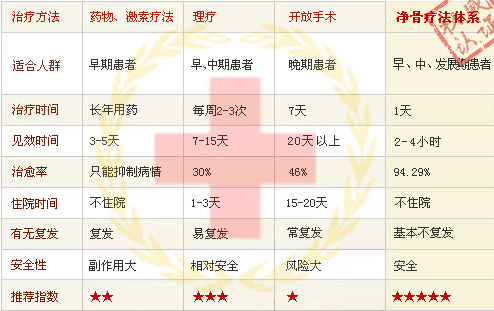 治疗方法 药物、激素疗法 理疗 开放手术 净骨疗法体系
适合人群 早期患者 早、中期患者 晚期患者 早、中、发展期患者
治疗时间 长年用药 每周2-3次 7天 1天
见效时间 3-5天 7-15天 20天以上 2-4小时
治愈率 只能抑制病情 30% 46% 94.29%
住院时间 不住院 1-3天 15-20天 不住院
有无复发 复发 易复发 常复发 基本不复发
安全性 副作用大 相对安全 风险大 安全
推荐指数 ★★ ★★★ ★ ★★★★★